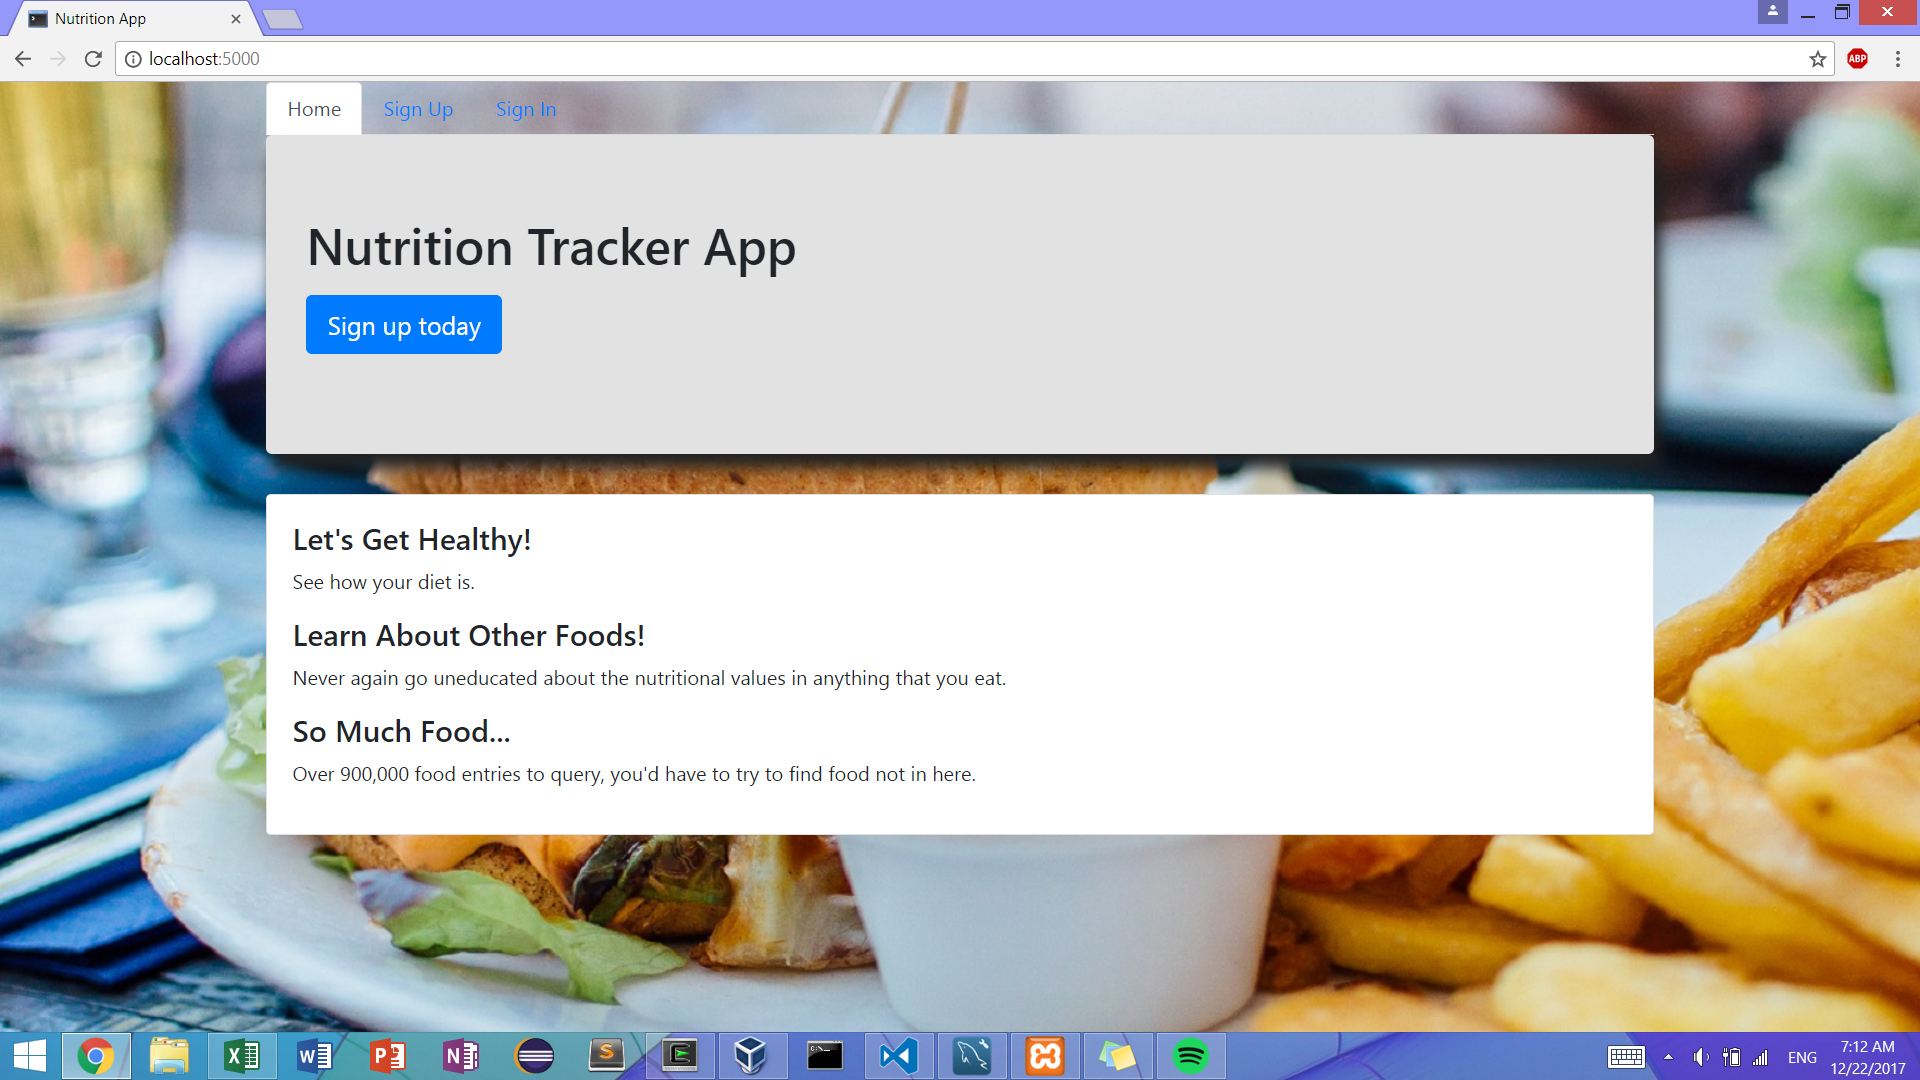 Nutrition App
localhost:5000
ABP
Home
Sign Up
Sign In
Nutrition Tracker App
Sign up today
Let's Get Healthy!
See how your diet is.
Learn About Other Foods!
Never again go uneducated about the nutritional values in anything that you eat.
So Much Food...
Over 900,000 food entries to query, you'd have to try to find food not in here.
ENG
7:12 AM
12/22/2017